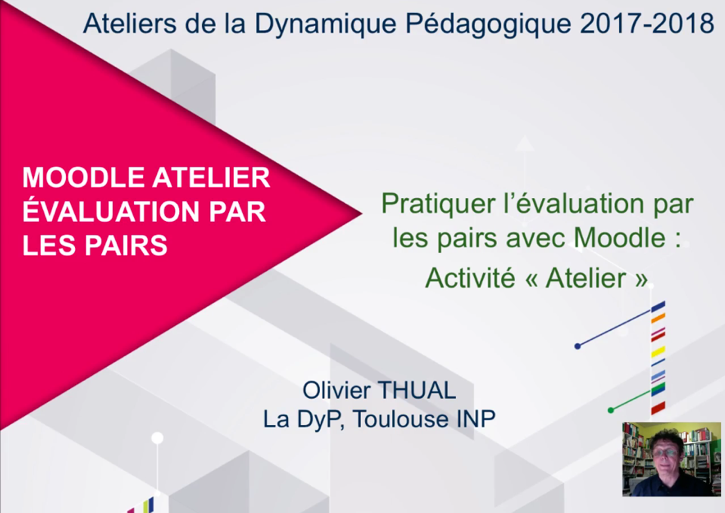 Ateliers de la Dynamique Pédagogique 2017-2018
MOODLE ATELIER
ÉVALUATION PAR
LES PAIRS
Pratiquer l’évaluation par
les pairs avec Moodle :
Activité « Atelier »
Olivier THUAL
La DyP, Toulouse INP